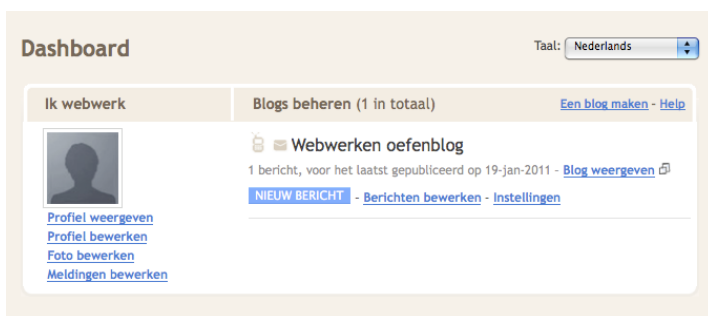 Dashboard
Taal: Nederlands
Ik webwerk
Blogs beheren (1 in totaal)
Een blog maken - Help
Webwerken oefenblog
1 bericht, voor het laatst gepubliceerd op 19-jan-2011 - Blog weergeven
NIEUW BERICHT - Berichten bewerken - Instellingen
Profiel weergeven
Profiel bewerken
Foto bewerken
Meldingen bewerken